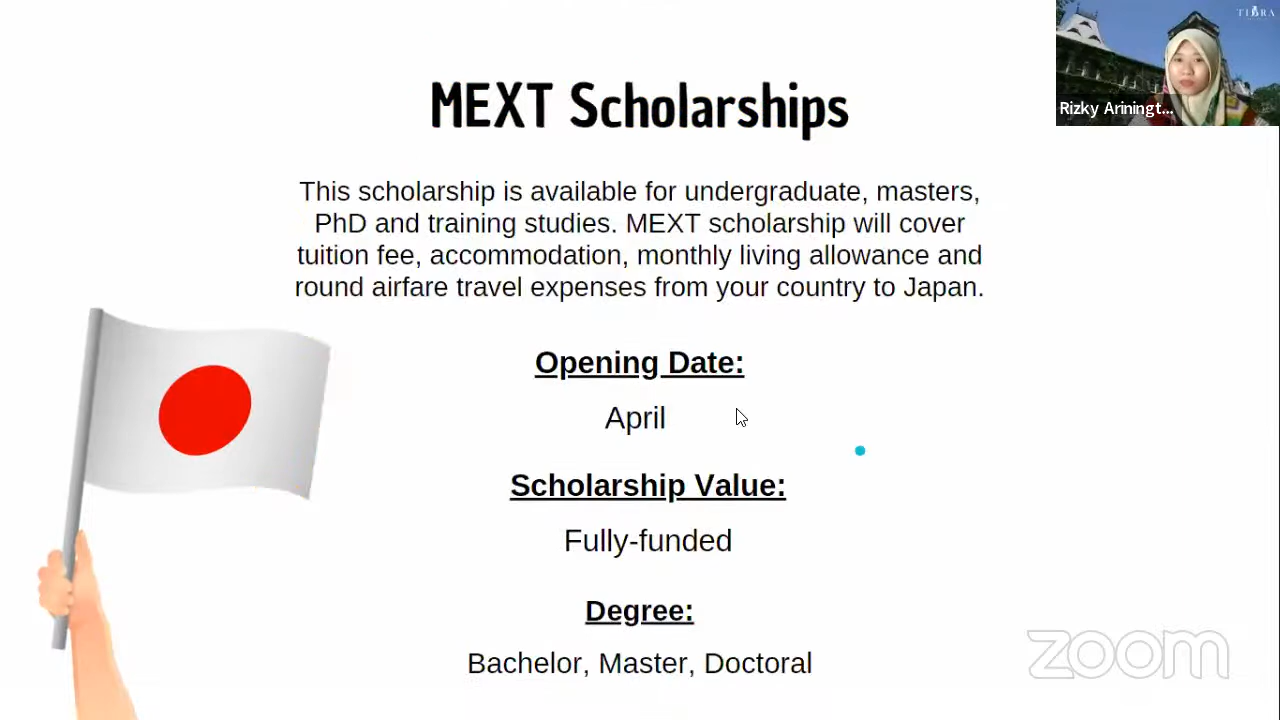 TIARA
MEXT Scholarships
Rizky Ariningt...
This scholarship is available for undergraduate, masters,
PhD and training studies. MEXT scholarship will cover
tuition fee, accommodation, monthly living allowance and
round airfare travel expenses from your country to Japan.
Opening Date:
April
Scholarship Value:
Fully-funded
Degree:
Bachelor, Master, Doctoral
zoom